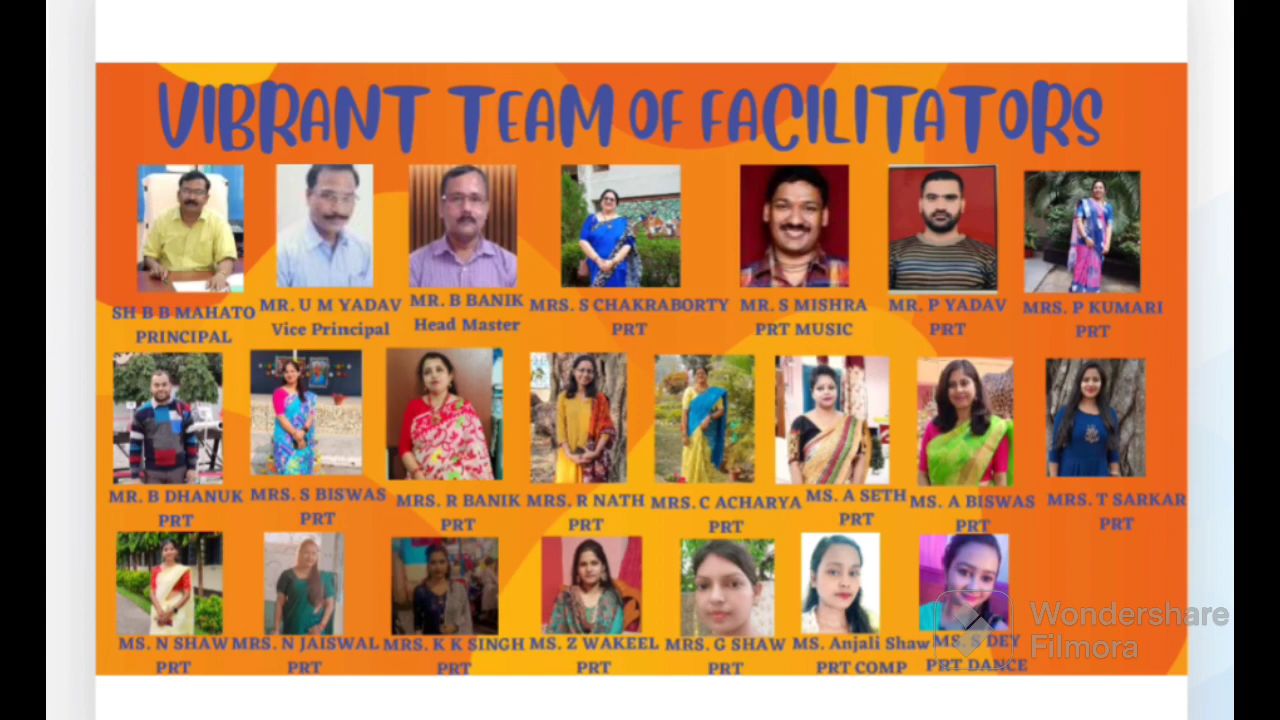 VIBRANT TEAM OF FACILITATORS
SH B B MAHATO
PRINCIPAL
MR. U M YADAV
Vice Principal
MR. B BANIK
Head Master
MRS. S CHAKRABORTY
PRT
MR. S MISHRA
PRT MUSIC
MR. P YADAV
PRT
MRS. P KUMARI
PRT
MR. B DHANUK
PRT
MRS. S BISWAS
PRT
MRS. R BANIK
PRT
MRS. R NATH
PRT
MRS. C ACHARYA
PRT
MS. A SETH
PRT
MS. A BISWAS
PRT
MRS. T SARKAR
PRT
MS. N SHAW
PRT
MRS. N JAISWAL
PRT
MRS. K K SINGH
PRT
MS. Z WAKEEL
PRT
MRS. G SHAW
PRT
MS. Anjali Shaw
PRT COMP
MS. S DEY
PRT DANCE
Wondershare
Filmora